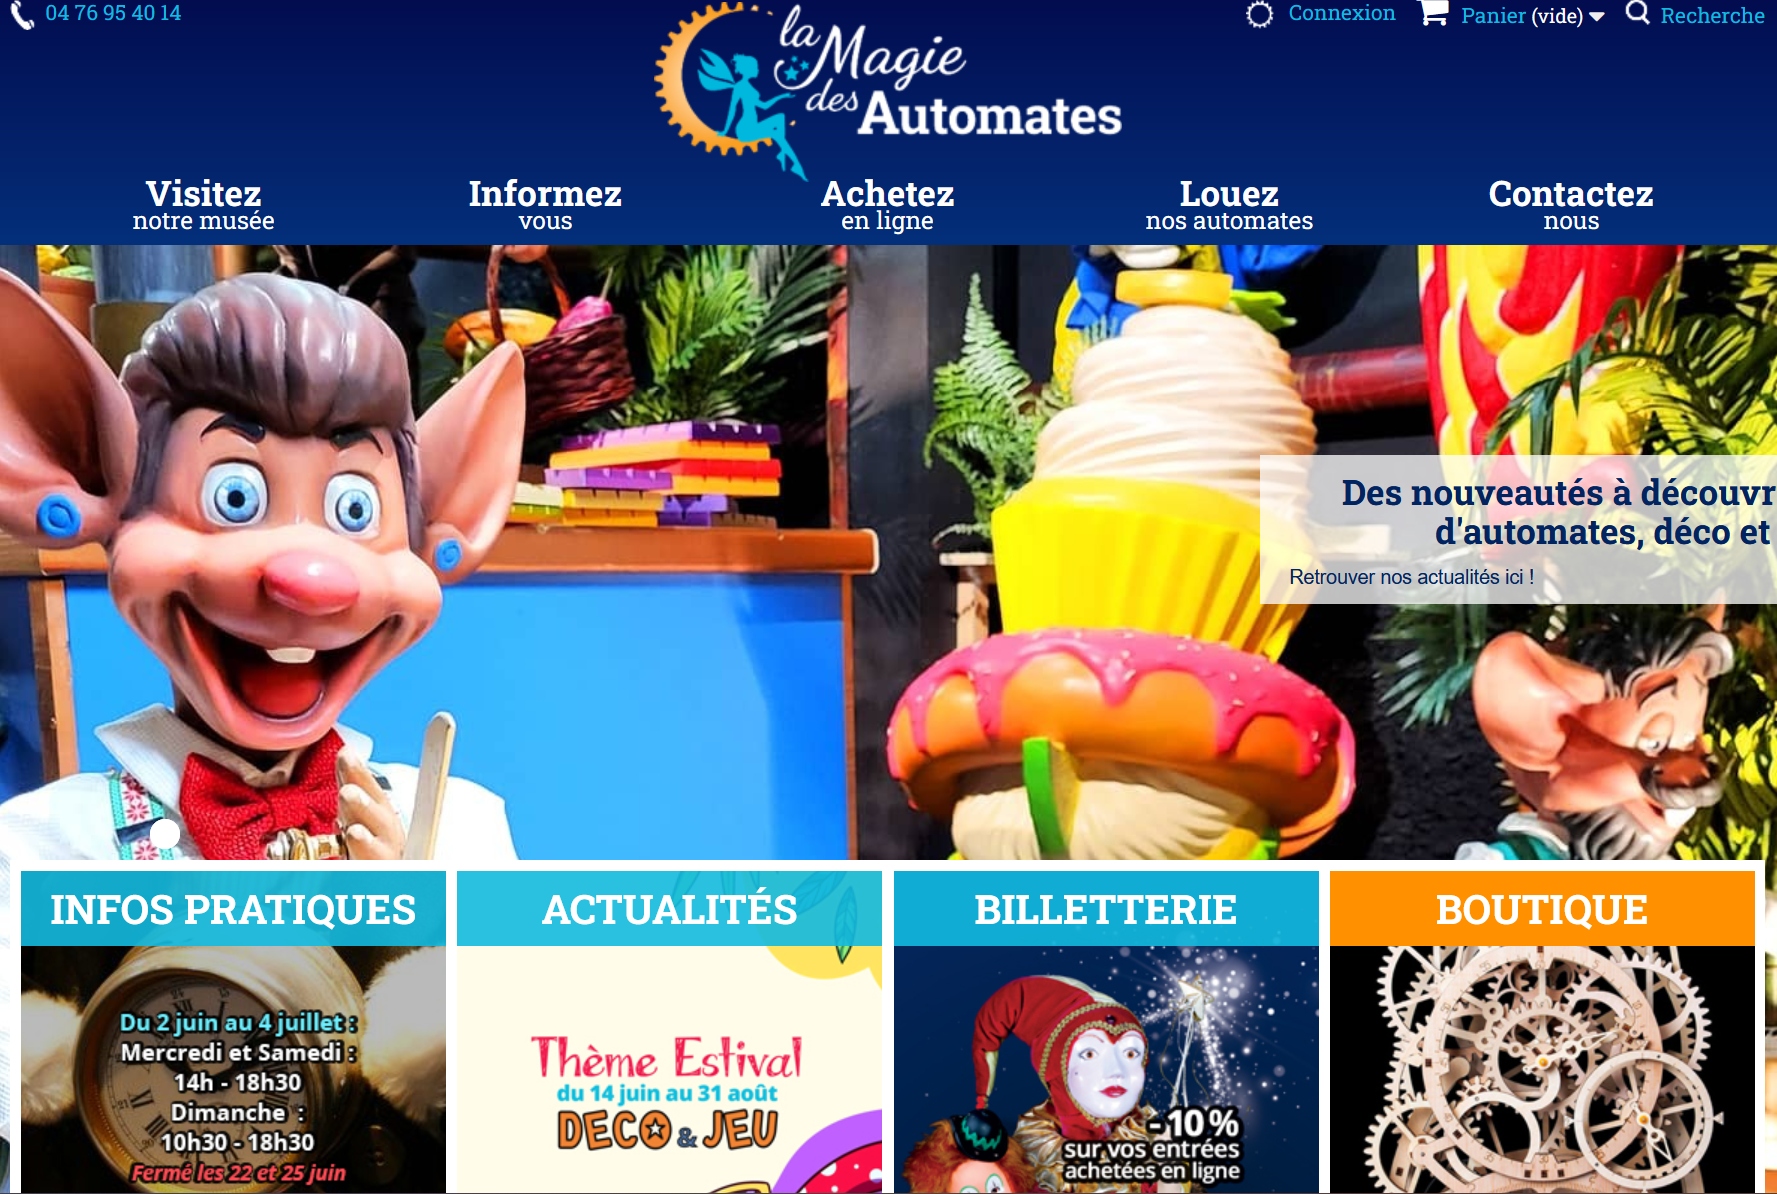 04 76 95 40 14
Connexion
Panier (vide)
Recherche
la Magie
des Automates
Visitez
notre musée
Informez
vous
Achetez
en ligne
Louez
nos automates
Contactez
nous
Des nouveautés à découvr
d'automates, déco et
Retrouver nos actualités ici !
INFOS PRATIQUES
Du 2 juin au 4 juillet :
Mercredi et Samedi :
14h - 18h30
Dimanche :
10h30 - 18h30
Fermé les 22 et 25 juin
ACTUALITÉS
Thème Estival
du 14 juin au 31 août
DECO & JEU
BILLETTERIE
-10%
sur vos entrées
achetées en ligne
BOUTIQUE